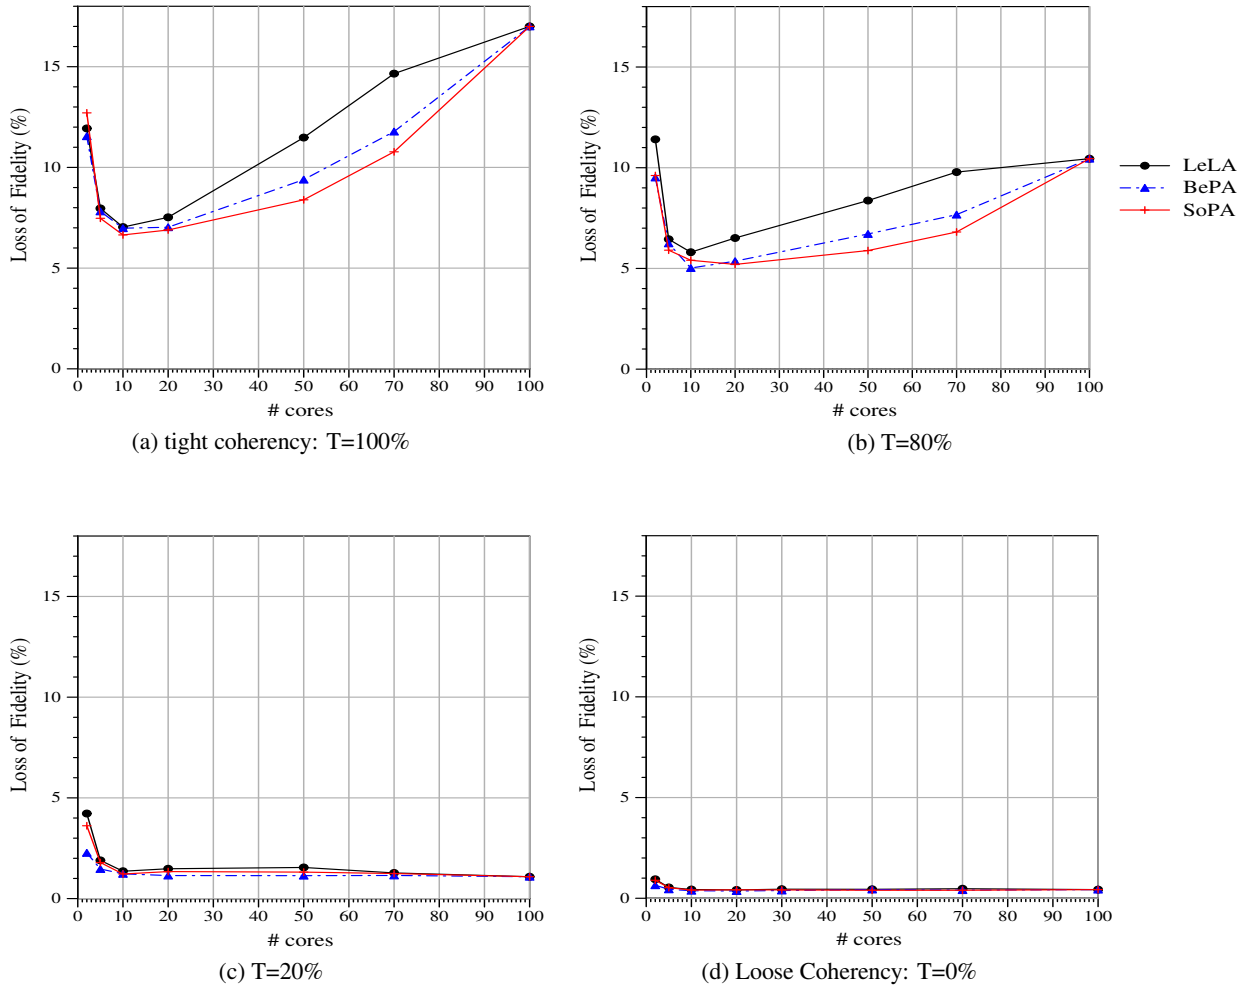 15
10
5
0
Loss of Fidelity (%)
0 10 20 30 40 50 60 70 80 90 100
# cores
(a) tight coherency: T=100%
15
10
5
0
Loss of Fidelity (%)
0 10 20 30 40 50 60 70 80 90 100
# cores
(b) T=80%
LeLA
BePA
SoPA
15
10
5
0
Loss of Fidelity (%)
0 10 20 30 40 50 60 70 80 90 100
# cores
(c) T=20%
15
10
5
0
Loss of Fidelity (%)
0 10 20 30 40 50 60 70 80 90 100
# cores
(d) Loose Coherency: T=0%